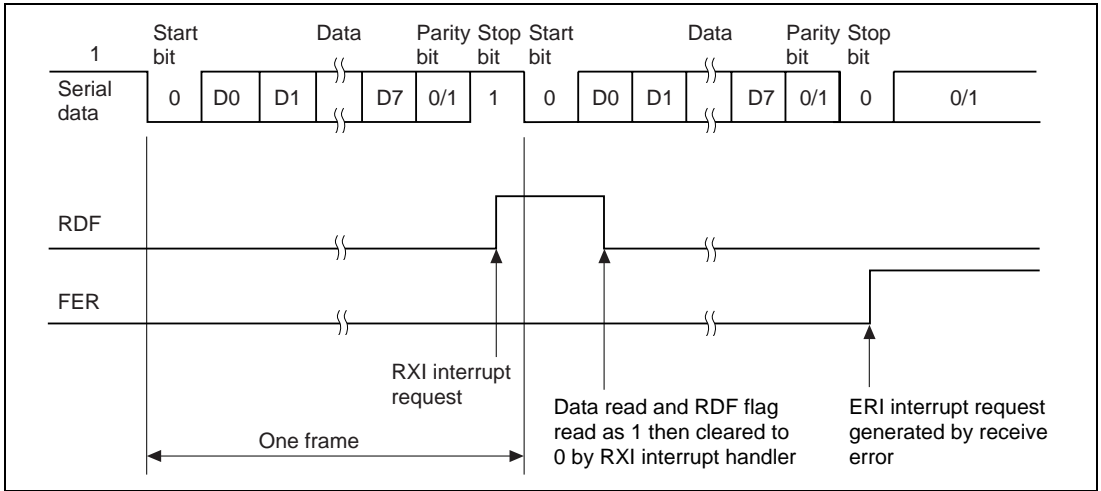 Start bit Data Parity bit Stop bit Start bit Data Parity bit Stop bit
1
Serial data 0 D0 D1 D7 0/1 1 0 D0 D1 D7 0/1 0 0/1
RDF
FER
RXI interrupt
request
Data read and RDF flag
read as 1 then cleared to
0 by RXI interrupt handler
ERI interrupt request
generated by receive
error
One frame